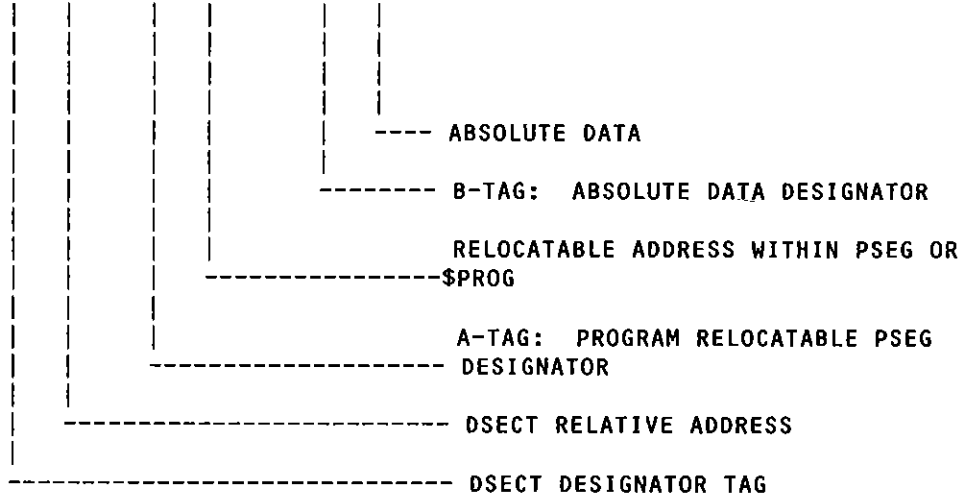 ---- ABSOLUTE DATA
-------- B-TAG: ABSOLUTE DATA DESIGNATOR
RELOCATABLE ADDRESS WITHIN PSEG OR
---------------$PROG
A-TAG: PROGRAM RELOCATABLE PSEG
------------------- DESIGNATOR
------------------------- DSECT RELATIVE ADDRESS
----------------------------- DSECT DESIGNATOR TAG